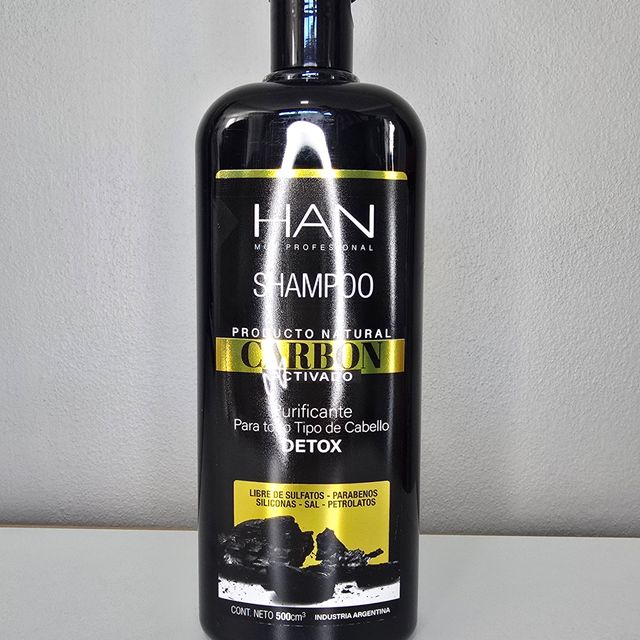 HAN
PROFESIONAL
SHAMPOO
PRODUCTO NATURAL
CARBON
ACTIVADO
Purificante
Para todo Tipo de Cabello
DETOX
LIBRE DE SULFATOS - PARABENOS
SILICONAS - SAL - PETROLATOS
CONT. NETO 500cm³ INDUSTRIA ARGENTINA